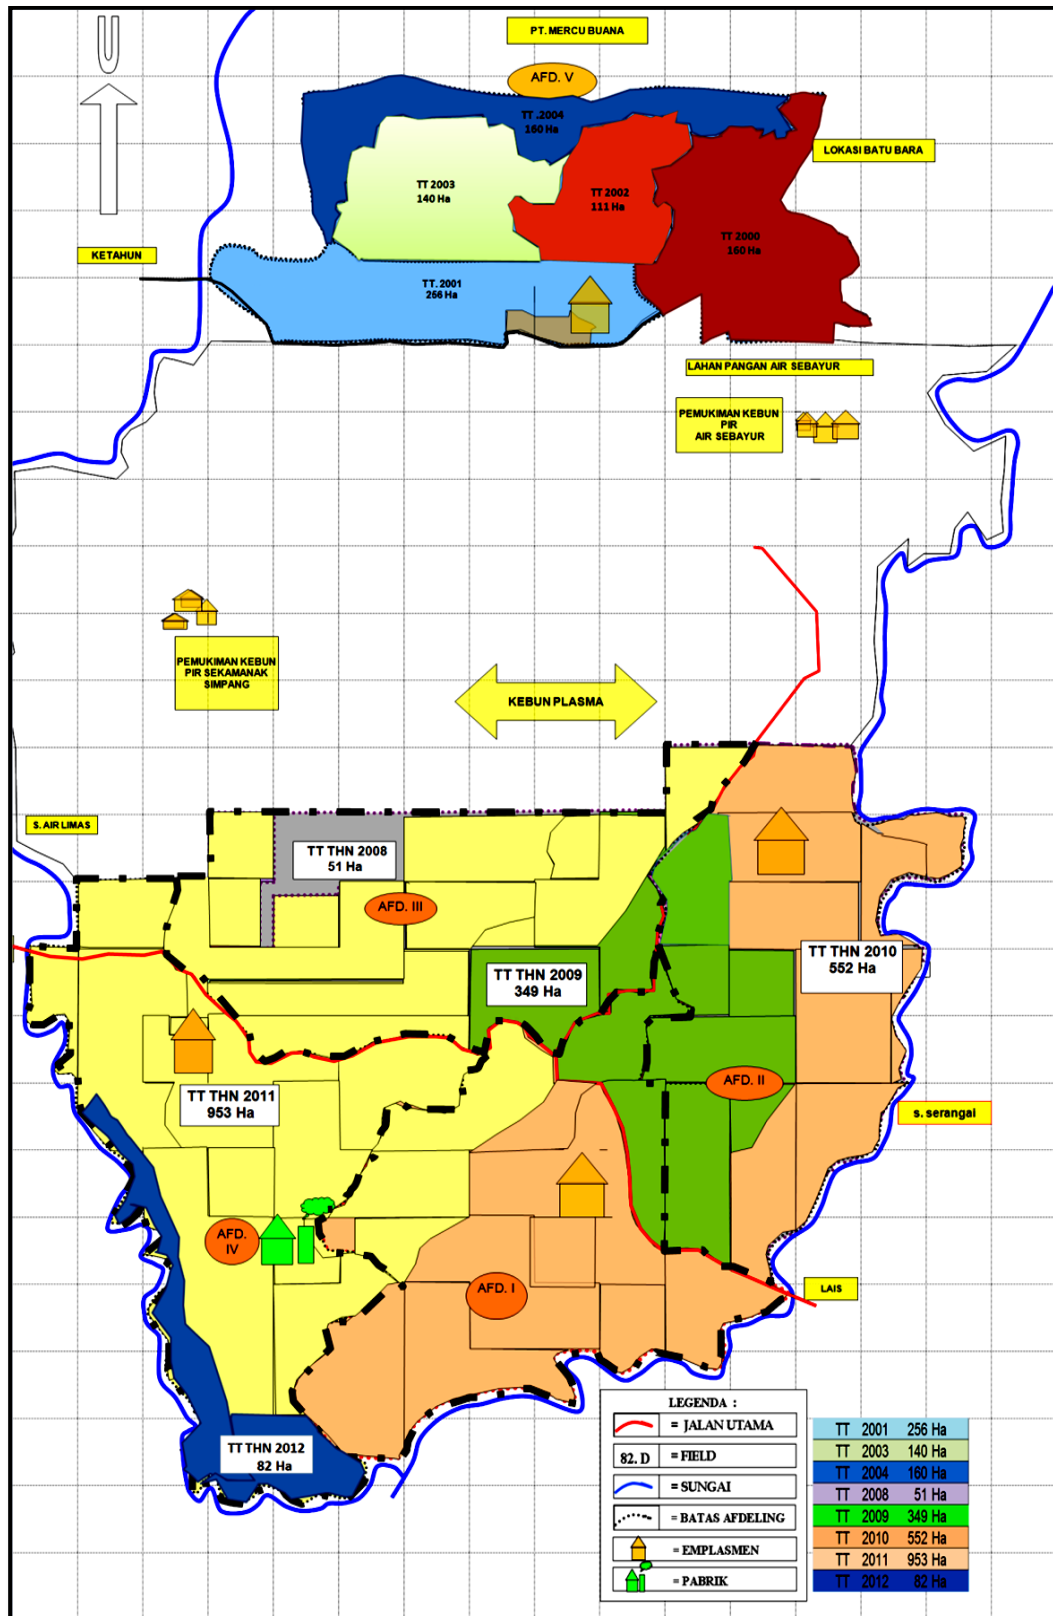 U
PT. MERCU BUANA
AFD. V
TT .2004
160 Ha
LOKASI BATU BARA
TT 2003
140 Ha
TT 2002
111 Ha
TT 2000
160 Ha
KETAHUN
TT. 2001
256 Ha
LAHAN PANGAN AIR SEBAYUR
PEMUKIMAN KEBUN
PIR
AIR SEBAYUR
PEMUKIMAN KEBUN
PIR SEKAMANAK
SIMPANG
KEBUN PLASMA
S. AIR LIMAS
TT THN 2008
51 Ha
AFD. III
TT THN 2010
552 Ha
TT THN 2009
349 Ha
AFD. II
TT THN 2011
953 Ha
s. serangai
AFD.
IV
AFD. I
LAIS
TT THN 2012
82 Ha
LEGENDA :
= JALAN UTAMA
82. D = FIELD
= SUNGAI
= BATAS AFDELING
= EMPLASMEN
= PABRIK
TT 2001 256 Ha
TT 2003 140 Ha
TT 2004 160 Ha
TT 2008 51 Ha
TT 2009 349 Ha
TT 2010 552 Ha
TT 2011 953 Ha
TT 2012 82 Ha